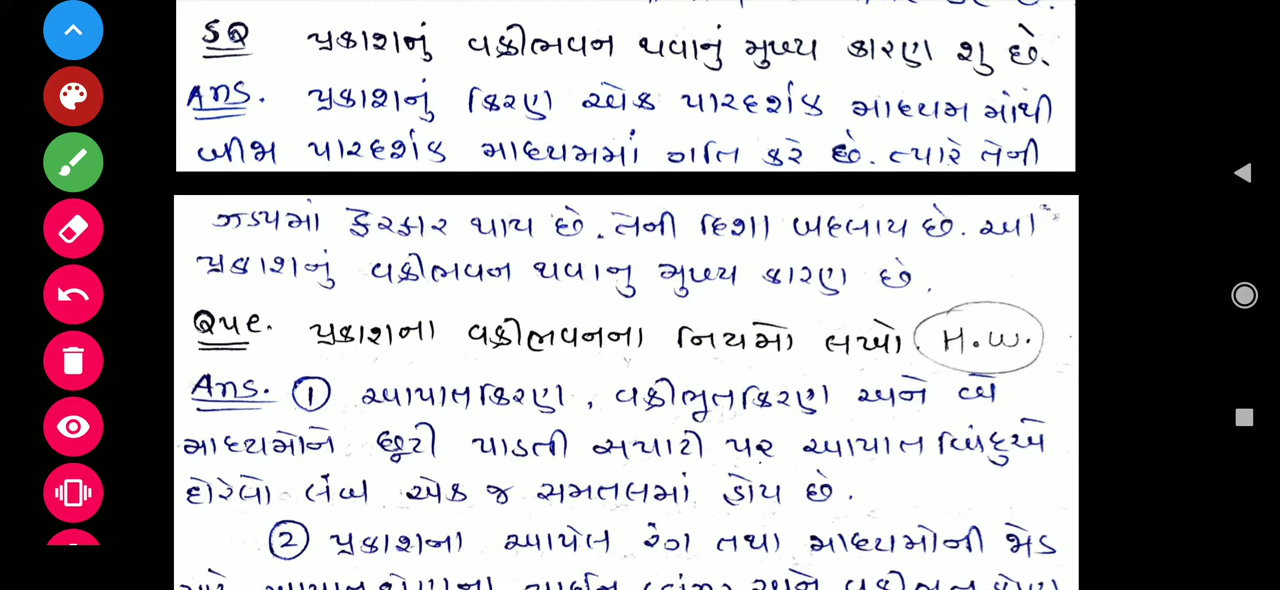 SQ પ્રકાશનું વક્રીભવન થવાનું મુખ્ય કારણ શુ છે.
Ans. પ્રકાશનું કિરણ એક પારદર્શક માધ્યમ માંથી
બીજા પારદર્શક માધ્યમમાં ગતિ કરે છે. ત્યારે તેની
ઝડપમાં ફેરફાર થાય છે. તેની દિશા બદલાય છે. આ
પ્રકાશનું વક્રીભવન થવાનુ મુખ્ય કારણ છે.
Que. પ્રકાશના વક્રીભવનના નિયમો લખો. H.W.
Ans. ① આપાતકિરણ, વક્રીભૂતકિરણ અને બે
માધ્યમોને છૂટી પાડતી સપાટી પર આપાત બિંદુએ
દોરેલો લંબ એક જ સમતલમાં હોય છે.
② પ્રકાશના આપેલ રંગ તથા માધ્યમોની જોડ